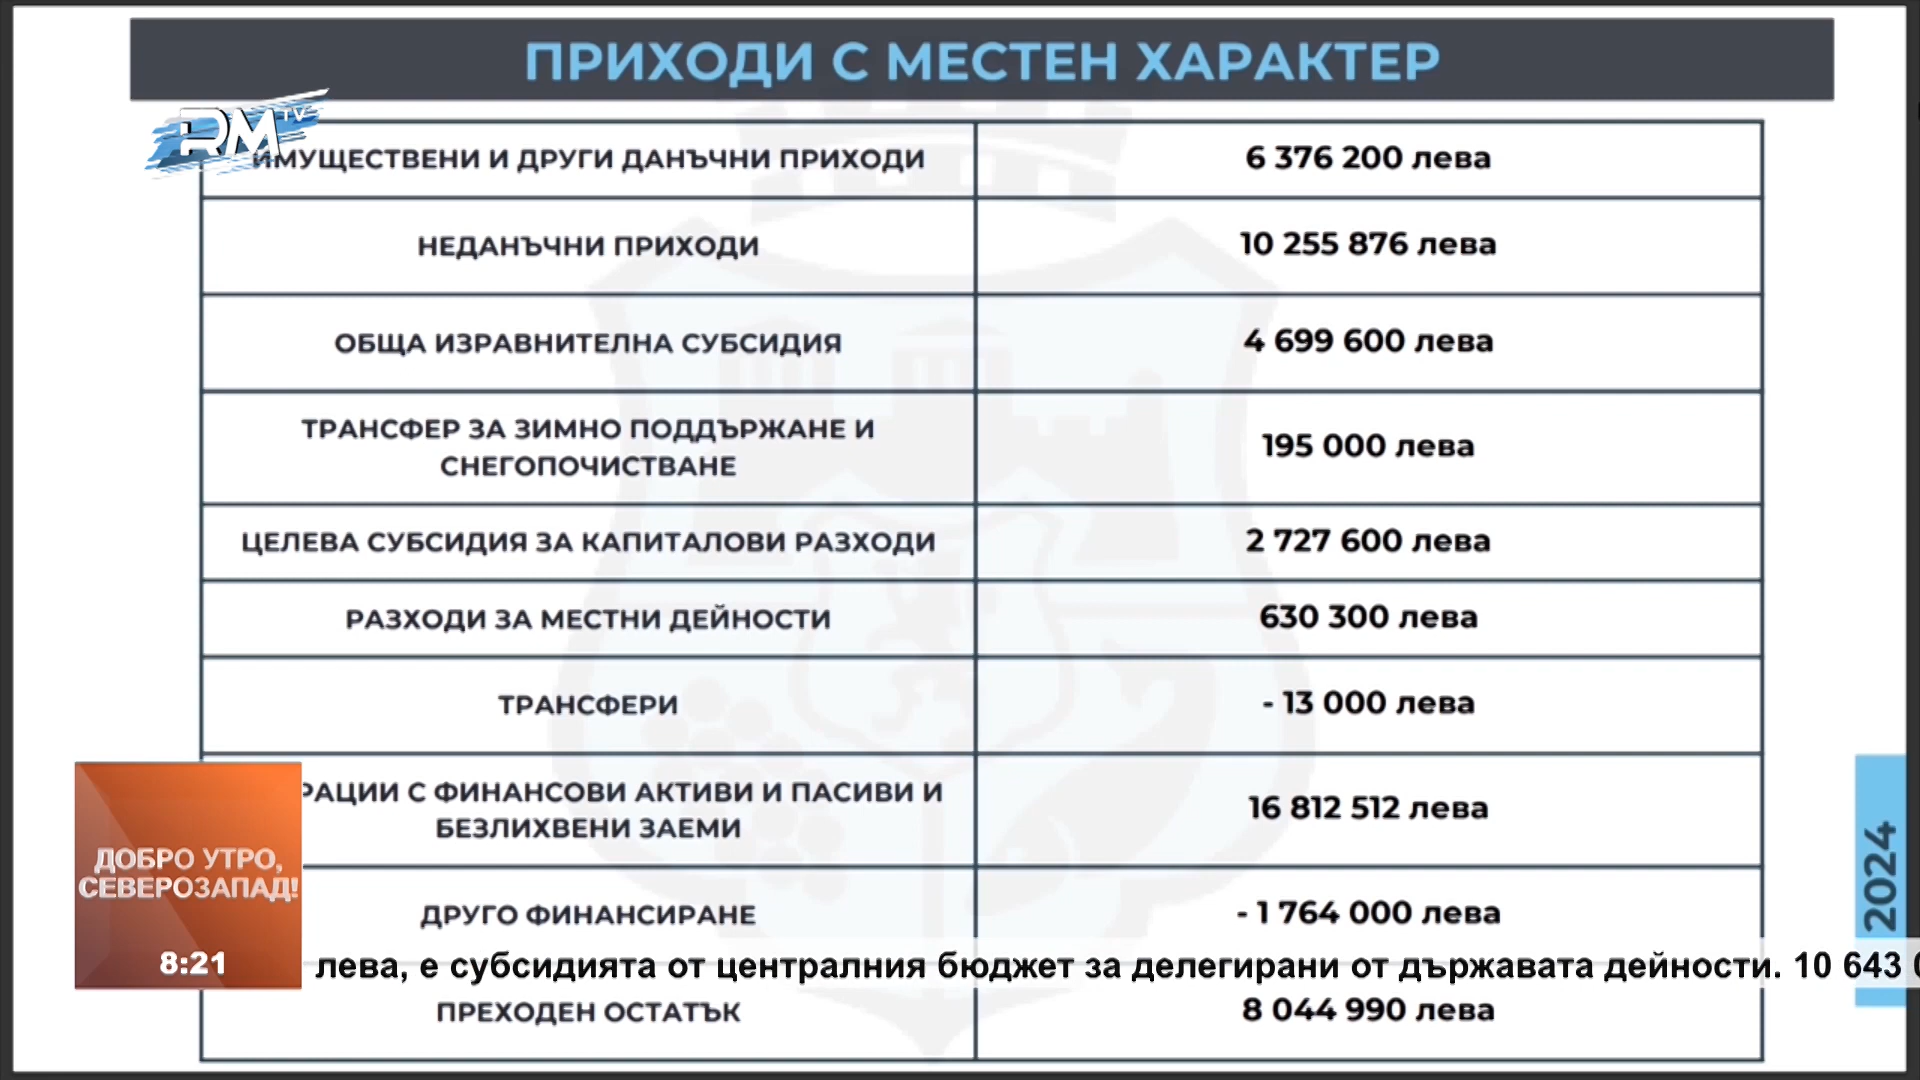 ПРИХОДИ С МЕСТЕН ХАРАКТЕР
RM TV
ИМУЩЕСТВЕНИ И ДРУГИ ДАНЪЧНИ ПРИХОДИ 6 376 200 лева
НЕДАНЪЧНИ ПРИХОДИ 10 255 876 лева
ОБЩА ИЗРАВНИТЕЛНА СУБСИДИЯ 4 699 600 лева
ТРАНСФЕР ЗА ЗИМНО ПОДДЪРЖАНЕ И
СНЕГОПОЧИСТВАНЕ
195 000 лева
ЦЕЛЕВА СУБСИДИЯ ЗА КАПИТАЛОВИ РАЗХОДИ 2 727 600 лева
РАЗХОДИ ЗА МЕСТНИ ДЕЙНОСТИ 630 300 лева
ТРАНСФЕРИ - 13 000 лева
РАЦИИ С ФИНАНСОВИ АКТИВИ И ПАСИВИ И
БЕЗЛИХВЕНИ ЗАЕМИ
16 812 512 лева
ДРУГО ФИНАНСИРАНЕ - 1 764 000 лева
ПРЕХОДЕН ОСТАТЪК 8 044 990 лева
2024
ДОБРО УТРО,
СЕВЕРОЗАПАД!
8:21
лева, е субсидията от централния бюджет за делегирани от държавата дейности. 10 643